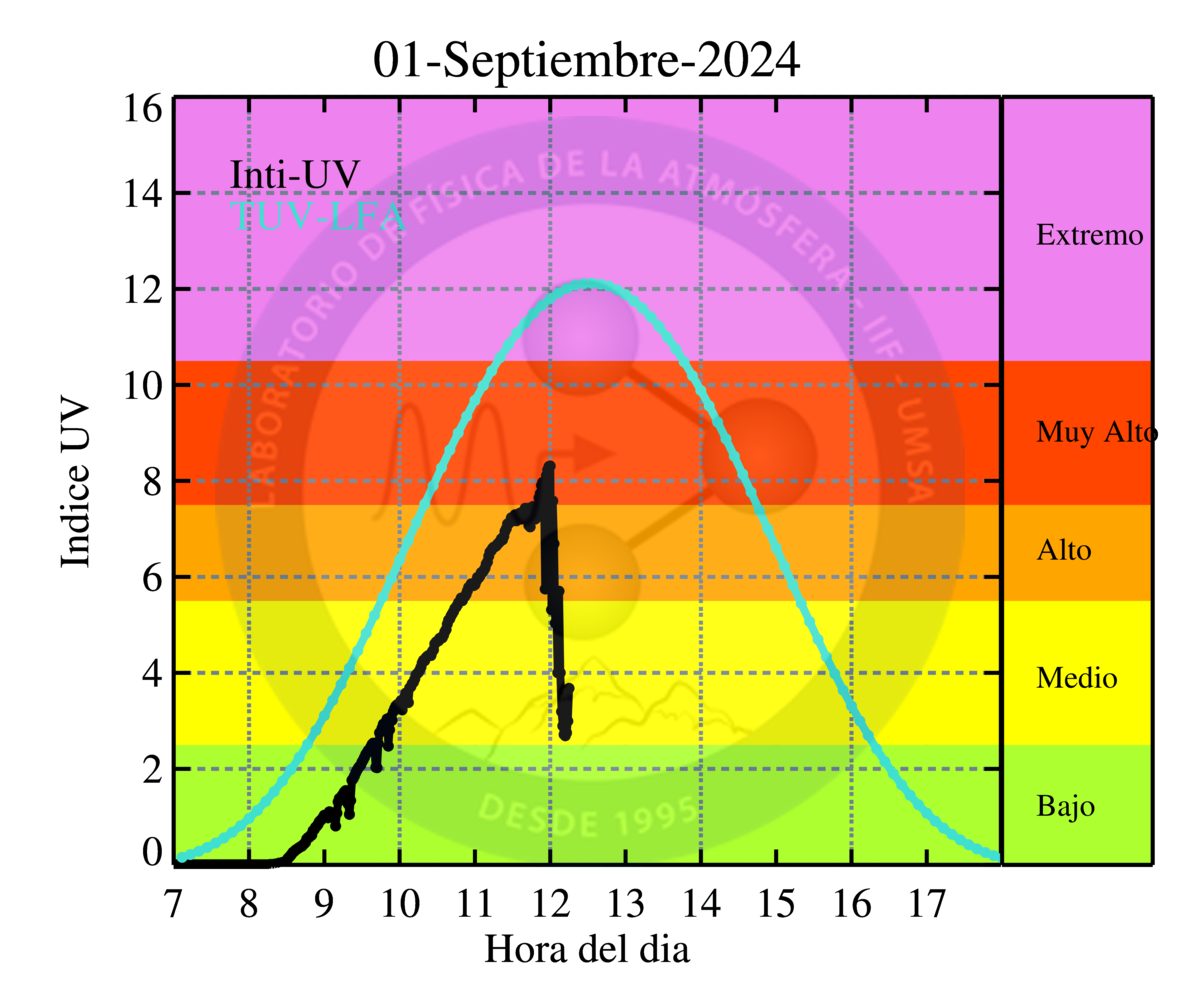 01-Septiembre-2024
16
14
12
10
8
6
4
2
0
Indice UV
Inti-UV
TUV-LFA
LABORATORIO DE FÍSICA DE LA ATMÓSFERA - IIF - UMSA
DESDE 1995
Extremo
Muy Alto
Alto
Medio
Bajo
7 8 9 10 11 12 13 14 15 16 17
Hora del dia